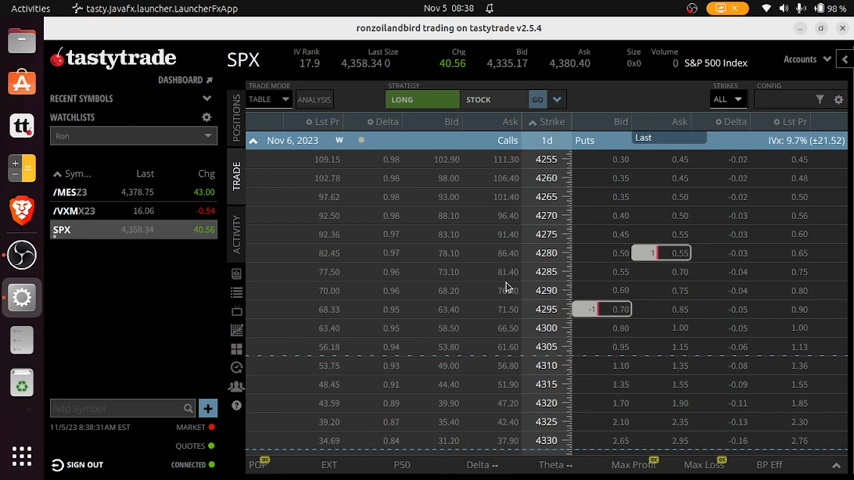 Activities tasty.javafx.launcher.LauncherFxApp Nov 5 08:38 98 %
ronzoilandbird trading on tastytrade v2.5.4
tastytrade
SPX IV Rank 17.9 Last Size 4,358.34 0 Chg 40.56 Bid 4,335.17 Ask 4,380.40 Size 0x0 Volume 0 S&P 500 Index Accounts
DASHBOARD
RECENT SYMBOLS
WATCHLISTS
Ron
Sym... Last Chg
/MESZ3 4,378.75 43.00
/VXMX23 16.06 -0.54
SPX 4,358.34 40.56
Add Symbol
11/5/23 8:38:31AM EST MARKET
QUOTES
SIGN OUT CONNECTED
POSITIONS
TRADE
ACTIVITY
TRADE MODE STRATEGY STRIKES CONFIG
TABLE ANALYSIS LONG STOCK GO ALL
Lst Pr Delta Bid Ask Strike Bid Ask Delta Lst Pr
Last
Nov 6, 2023 W Calls 1d Puts IVx: 9.7% (±21.52)
109.15 0.98 102.90 111.30 4255 0.30 0.45 -0.02 0.45
102.78 0.98 98.00 106.40 4260 0.35 0.45 -0.02 0.48
97.62 0.98 93.00 101.40 4265 0.35 0.50 -0.02 0.50
92.50 0.97 88.10 96.40 4270 0.40 0.50 -0.03 0.56
92.36 0.97 83.10 91.40 4275 0.45 0.55 -0.03 0.60
82.45 0.97 78.10 86.40 4280 0.50 1 0.55 -0.03 0.65
77.50 0.96 73.10 81.40 4285 0.55 0.70 -0.04 0.75
70.00 0.96 68.20 4290 0.60 0.75 -0.04 0.80
68.33 0.95 63.40 71.50 4295 -1 0.70 0.85 -0.05 0.90
63.40 0.95 58.50 66.50 4300 0.80 1.00 -0.05 1.00
56.18 0.94 53.80 61.60 4305 0.95 1.15 -0.06 1.13
53.75 0.93 49.00 56.80 4310 1.10 1.35 -0.08 1.36
48.45 0.91 44.40 51.90 4315 1.35 1.55 -0.09 1.55
43.59 0.90 39.90 47.20 4320 1.70 1.90 -0.11 1.88
39.20 0.87 35.40 42.40 4325 2.10 2.35 -0.13 2.30
34.69 0.84 31.20 37.90 4330 2.65 2.95 -0.16 2.76
POP EXT P50 Delta -- Theta -- Max Profit Max Loss BP Eff